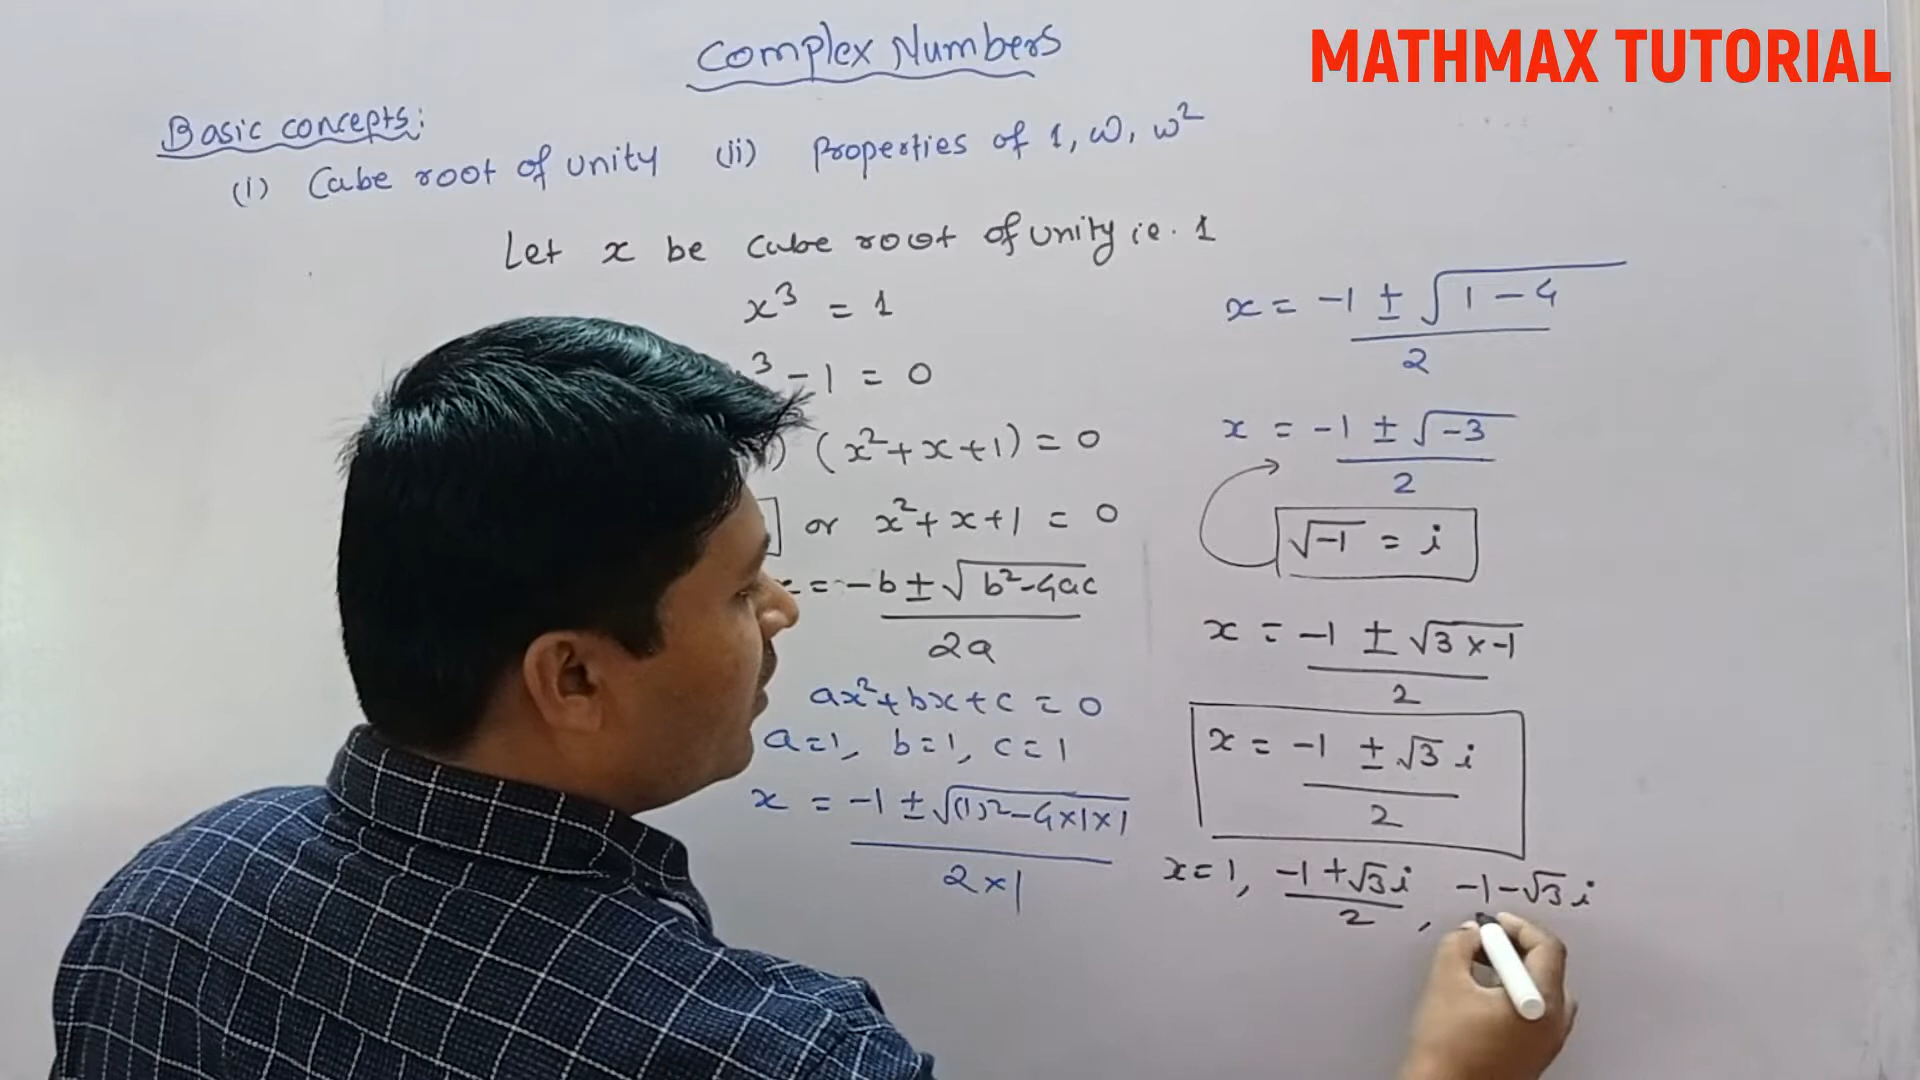 MATHMAX TUTORIAL
Complex Numbers
Basic concepts:
(i) Cube root of unity (ii) Properties of 1, ω, ω²
Let x be cube root of unity i.e. 1
x³ = 1
³ - 1 = 0
) (x² + x + 1) = 0
or x² + x + 1 = 0
= -b ± √b² - 4ac
2a
ax² + bx + c = 0
a = 1, b = 1, c = 1
x = -1 ± √(1)² - 4×1×1
2×1
x = -1 ± √1 - 4
2
x = -1 ± √-3
2
√-1 = i
x = -1 ± √3 × -1
2
x = -1 ± √3 i
2
x = 1, -1 + √3 i / 2, -1 - √3 i